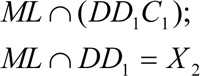 ML ∩ (DD₁C₁);
ML ∩ DD₁ = X₂